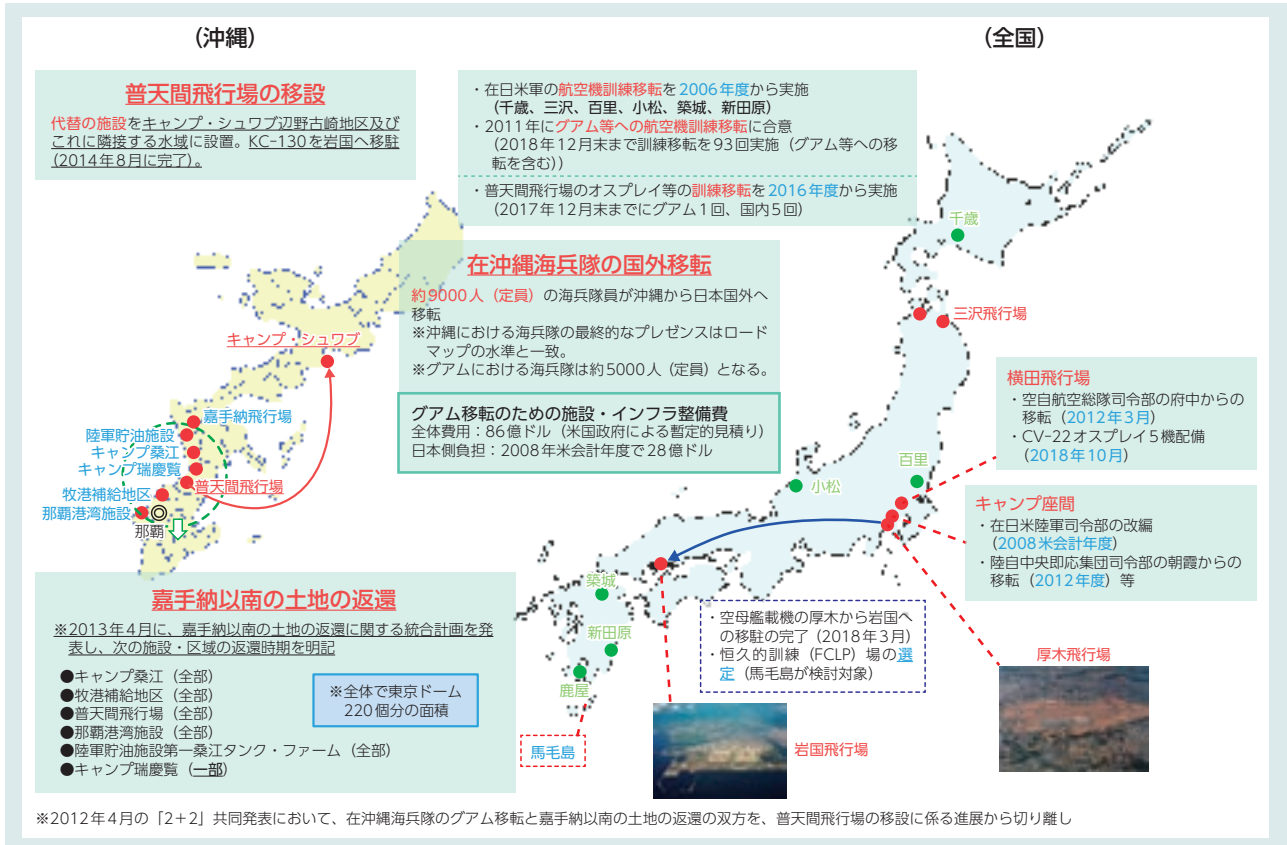 （沖縄）
（全国）
普天間飛行場の移設
代替の施設をキャンプ・シュワブ辺野古崎地区及び
これに隣接する水域に設置。KC-130を岩国へ移駐
（2014年8月に完了）。
・在日米軍の航空機訓練移転を2006年度から実施
（千歳、三沢、百里、小松、築城、新田原）
・2011年にグアム等への航空機訓練移転に合意
（2018年12月末まで訓練移転を93回実施（グアム等への移
転を含む））
・普天間飛行場のオスプレイ等の訓練移転を2016年度から実施
（2017年12月末までにグアム1回、国内5回）
在沖縄海兵隊の国外移転
約9000人（定員）の海兵隊員が沖縄から日本国外へ
移転
※沖縄における海兵隊の最終的なプレゼンスはロード
マップの水準と一致。
※グアムにおける海兵隊は約5000人（定員）となる。
グアム移転のための施設・インフラ整備費
全体費用：86億ドル（米国政府による暫定的見積り）
日本側負担：2008年米会計年度で28億ドル
キャンプ・シュワブ
嘉手納飛行場
陸軍貯油施設
キャンプ桑江
キャンプ瑞慶覧
普天間飛行場
牧港補給地区
那覇港湾施設
那覇
千歳
三沢飛行場
横田飛行場
・空自航空総隊司令部の府中からの
移転（2012年3月）
・CV-22オスプレイ5機配備
（2018年10月）
百里
小松
キャンプ座間
・在日米陸軍司令部の改編
（2008米会計年度）
・陸自中央即応集団司令部の朝霞からの
移転（2012年度）等
築城
新田原
鹿屋
馬毛島
・空母艦載機の厚木から岩国へ
の移駐の完了（2018年3月）
・恒久的訓練（FCLP）場の選
定（馬毛島が検討対象）
厚木飛行場
岩国飛行場
嘉手納以南の土地の返還
※2013年4月に、嘉手納以南の土地の返還に関する統合計画を発
表し、次の施設・区域の返還時期を明記
●キャンプ桑江（全部）
●牧港補給地区（全部）
●普天間飛行場（全部）
●那覇港湾施設（全部）
●陸軍貯油施設第一桑江タンク・ファーム（全部）
●キャンプ瑞慶覧（一部）
※全体で東京ドーム
220個分の面積
※2012年4月の「2+2」共同発表において、在沖縄海兵隊のグアム移転と嘉手納以南の土地の返還の双方を、普天間飛行場の移設に係る進展から切り離し